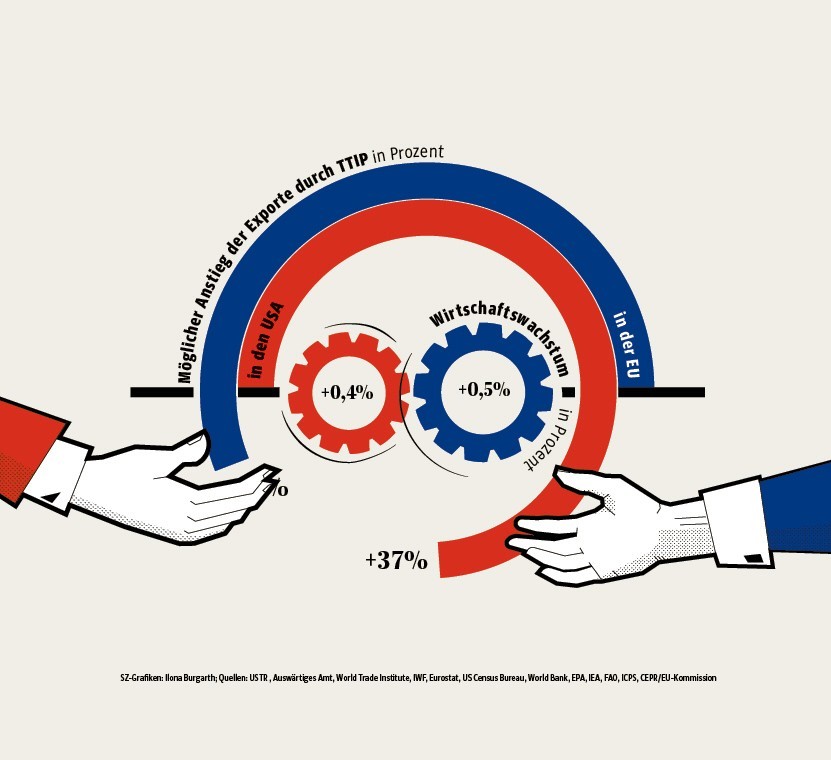 Möglicher Anstieg der Exporte durch TTIP in Prozent
in den USA
in der EU
Wirtschaftswachstum
in Prozent
+0,4%
+0,5%
%
+37%
SZ-Grafiken: Ilona Burgarth; Quellen: USTR, Auswärtiges Amt, World Trade Institute, IWF, Eurostat, US Census Bureau, World Bank, EPA, IEA, FAO, ICPS, CEPR/EU-Kommission